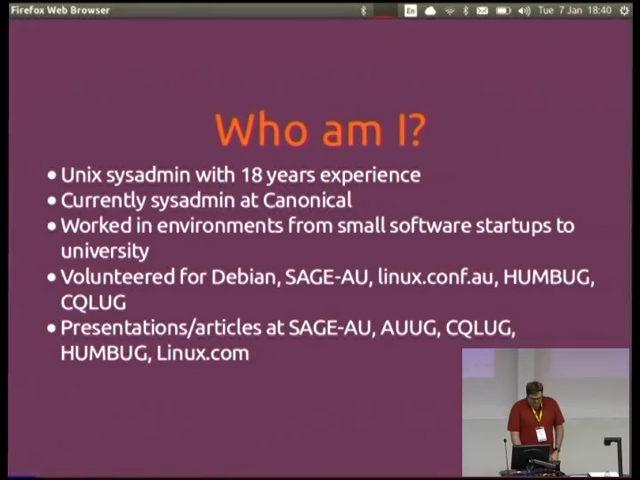 Firefox Web Browser
En
Tue 7 Jan 18:40
Who am I?
• Unix sysadmin with 18 years experience
• Currently sysadmin at Canonical
• Worked in environments from small software startups to
university
• Volunteered for Debian, SAGE-AU, linux.conf.au, HUMBUG,
CQLUG
• Presentations/articles at SAGE-AU, AUUG, CQLUG,
HUMBUG, Linux.com